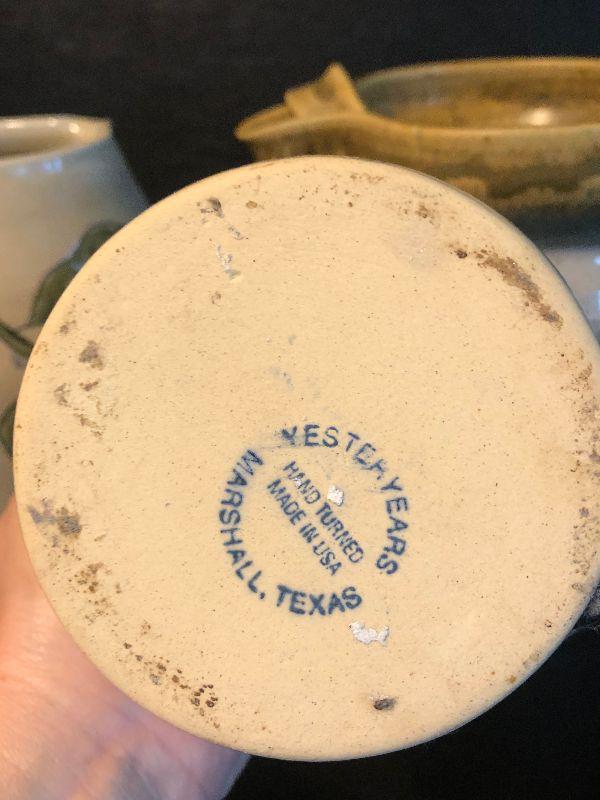 YESTERYEARS
HAND TURNED
MADE IN USA
MARSHALL, TEXAS